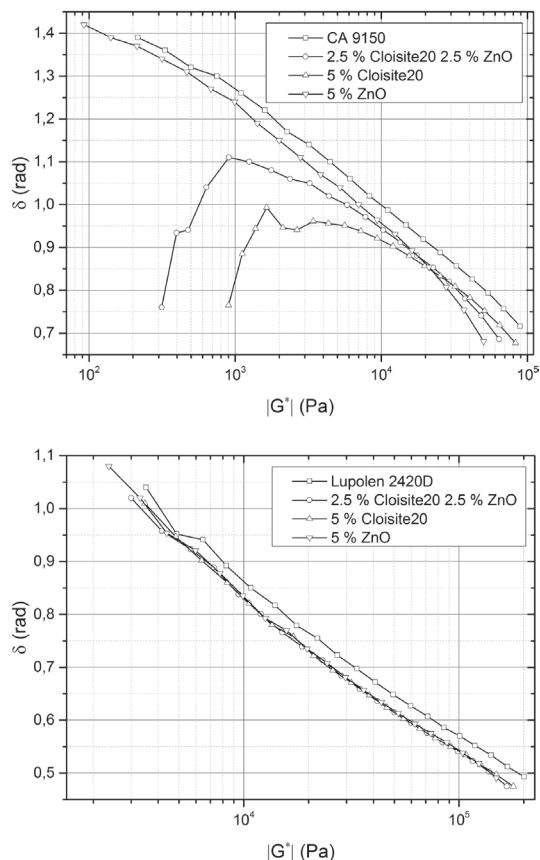 1,4
1,3
1,2
1,1
1,0
0,9
0,8
0,7
δ (rad)
CA 9150
2.5 % Cloisite20 2.5 % ZnO
5 % Cloisite20
5 % ZnO
10² 10³ 10⁴ 10⁵
|G*| (Pa)
1,1
1,0
0,9
0,8
0,7
0,6
0,5
δ (rad)
Lupolen 2420D
2.5 % Cloisite20 2.5 % ZnO
5 % Cloisite20
5 % ZnO
10⁴ 10⁵
|G*| (Pa)